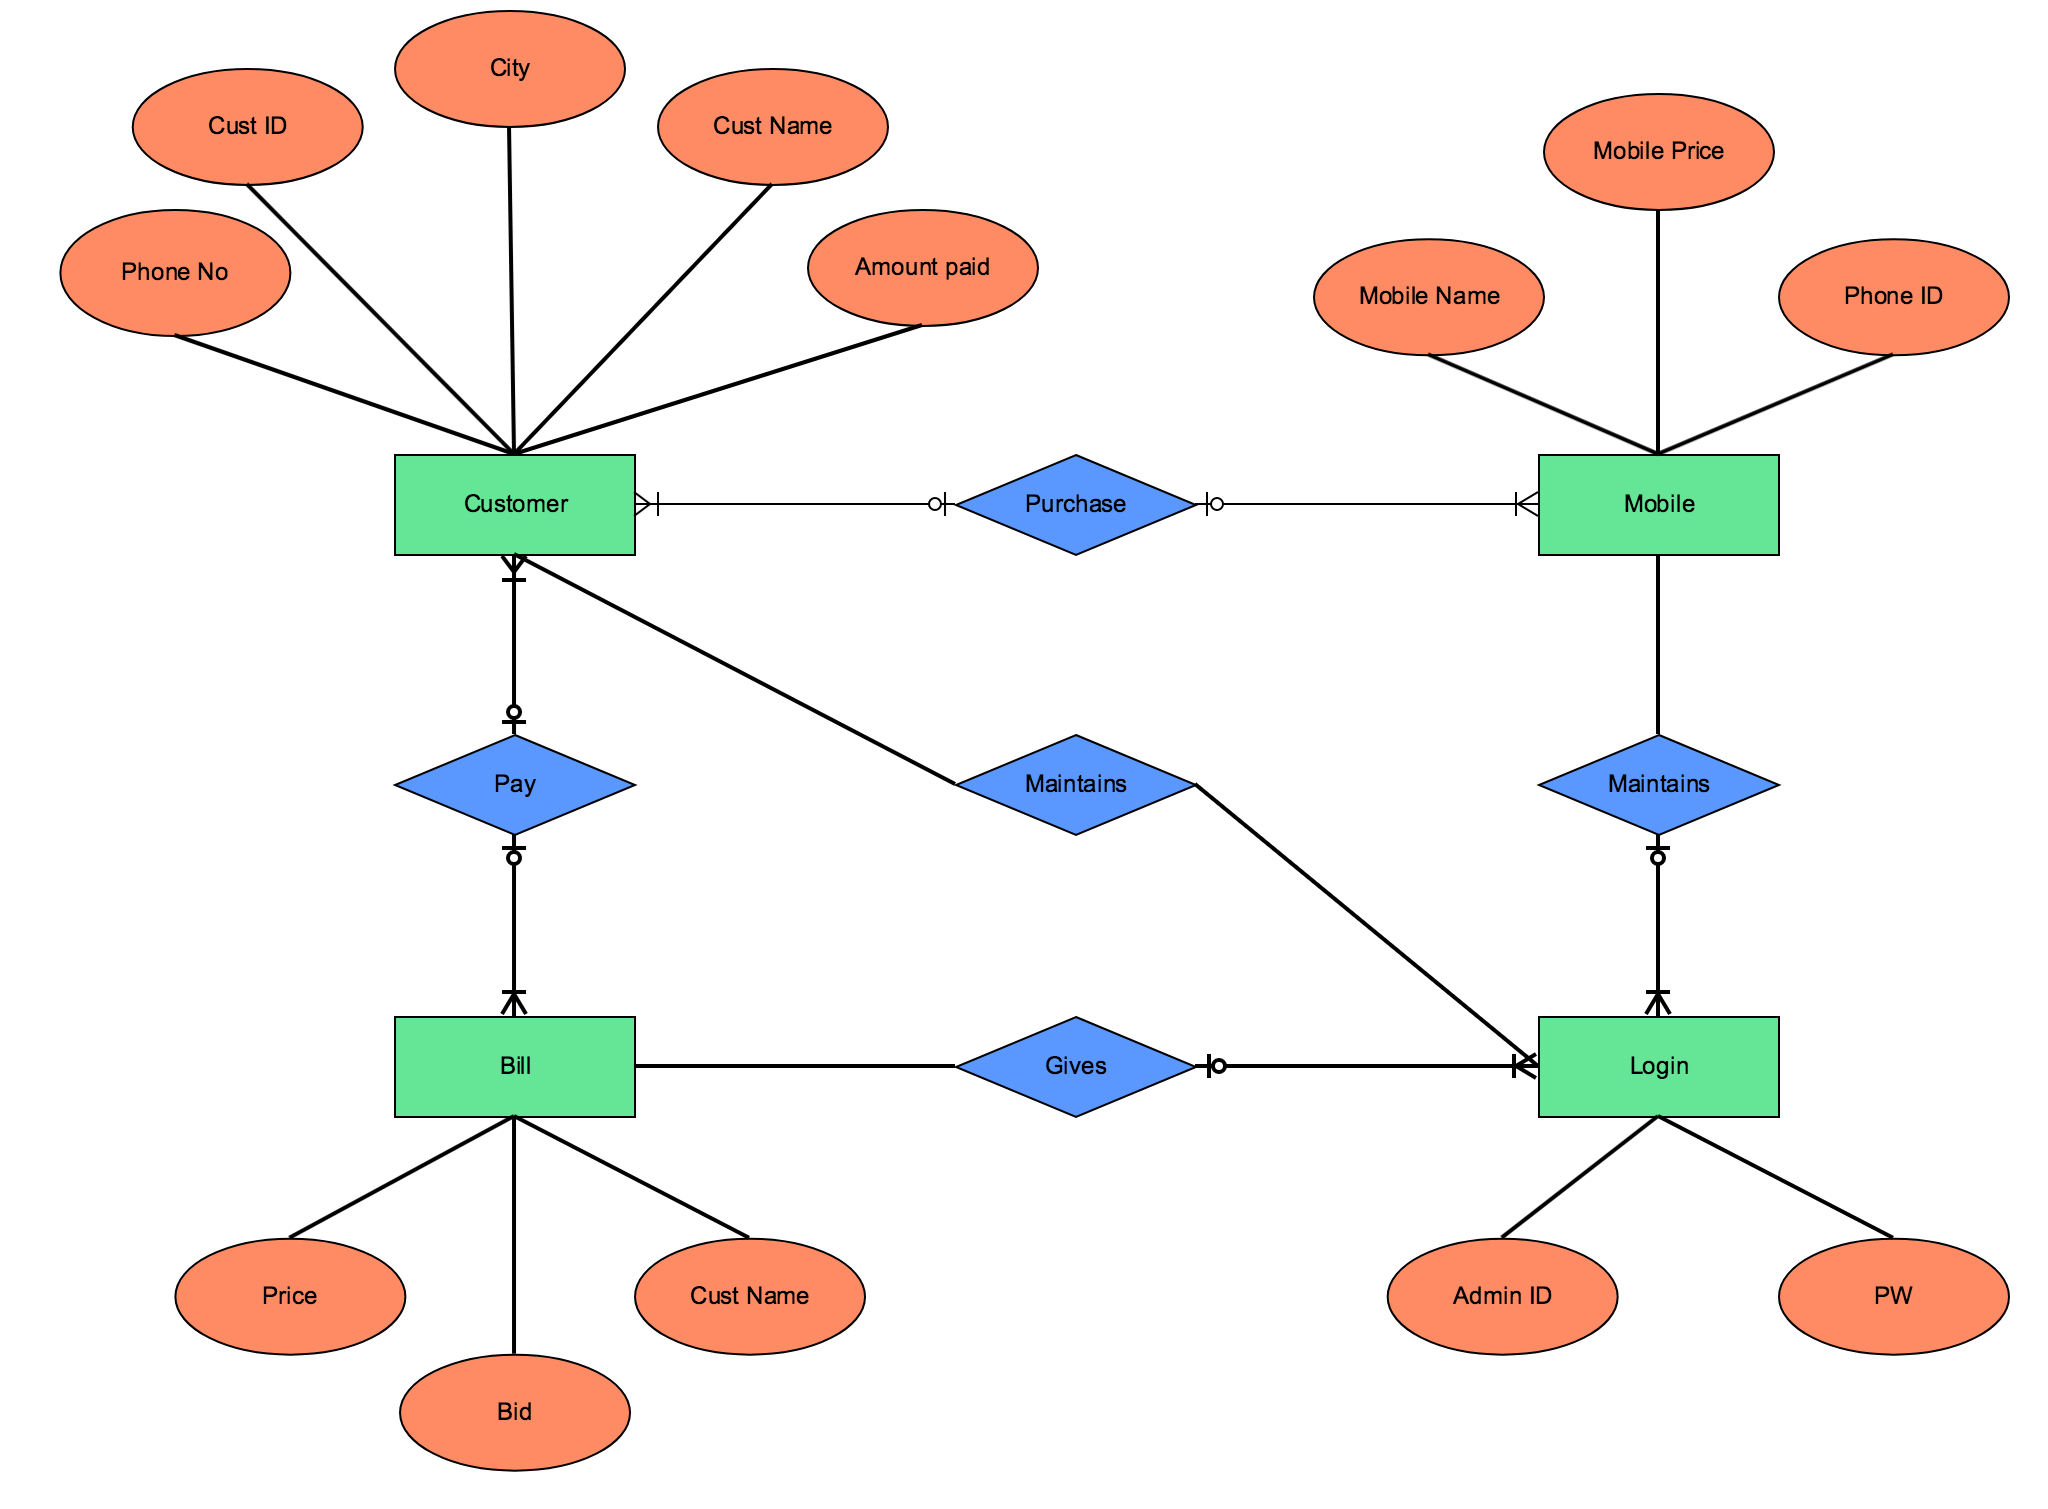 City
Cust ID
Cust Name
Mobile Price
Phone No
Amount paid
Mobile Name
Phone ID
Customer
Purchase
Mobile
Pay
Maintains
Maintains
Bill
Gives
Login
Price
Cust Name
Admin ID
PW
Bid